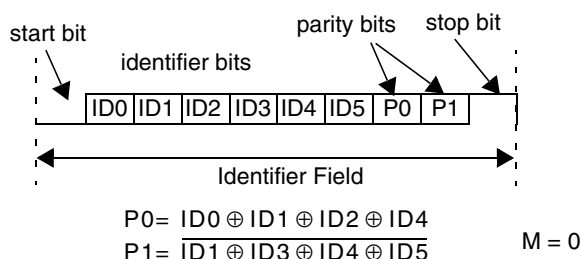 start bit
identifier bits
parity bits
stop bit
ID0 ID1 ID2 ID3 ID4 ID5 P0 P1
Identifier Field
P0= ID0 ⊕ ID1 ⊕ ID2 ⊕ ID4
P1= ID1 ⊕ ID3 ⊕ ID4 ⊕ ID5
M = 0